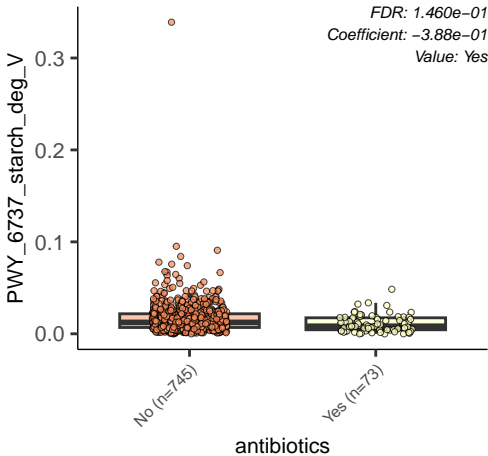 FDR: 1.460e−01
Coefficient: −3.88e−01
Value: Yes
PWY_6737_starch_deg_V
0.3
0.2
0.1
0.0
No (n=745)
Yes (n=73)
antibiotics